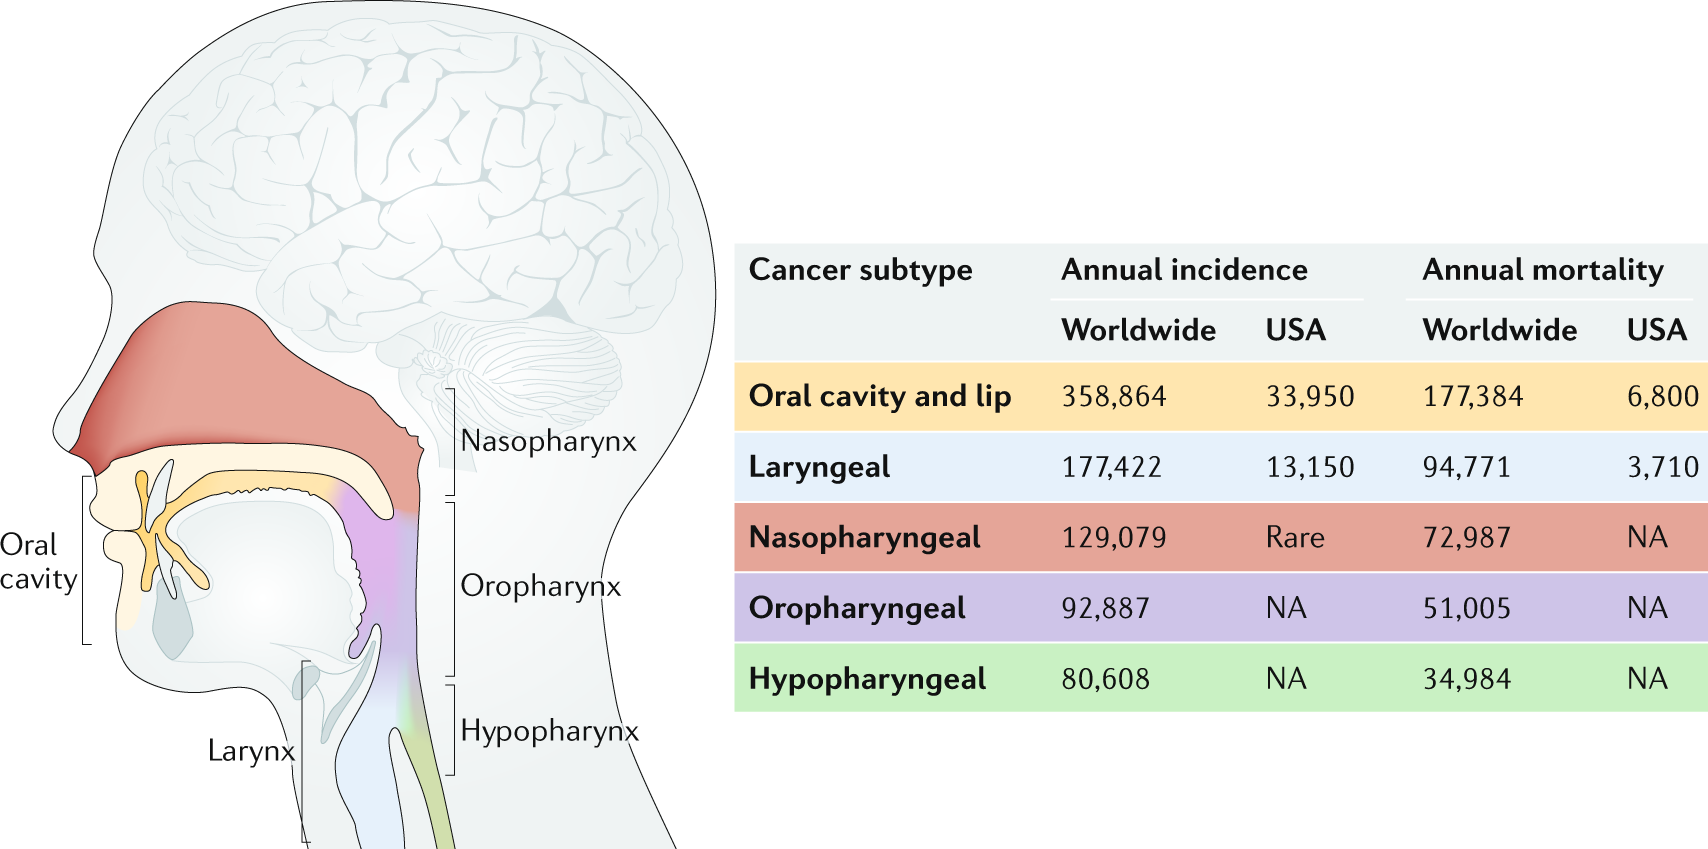 Nasopharynx
Oral
cavity
Oropharynx
Larynx
Hypopharynx
Cancer subtype Annual incidence Annual mortality
Worldwide USA Worldwide USA
Oral cavity and lip 358,864 33,950 177,384 6,800
Laryngeal 177,422 13,150 94,771 3,710
Nasopharyngeal 129,079 Rare 72,987 NA
Oropharyngeal 92,887 NA 51,005 NA
Hypopharyngeal 80,608 NA 34,984 NA